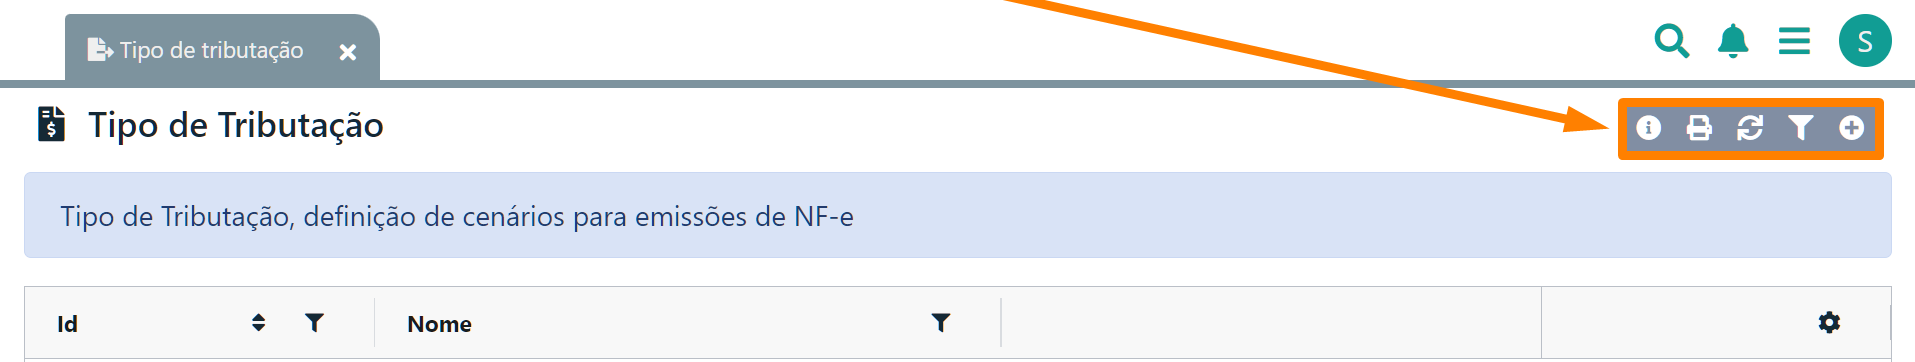 Tipo de tributação
S
Tipo de Tributação
Tipo de Tributação, definição de cenários para emissões de NF-e
Id
Nome